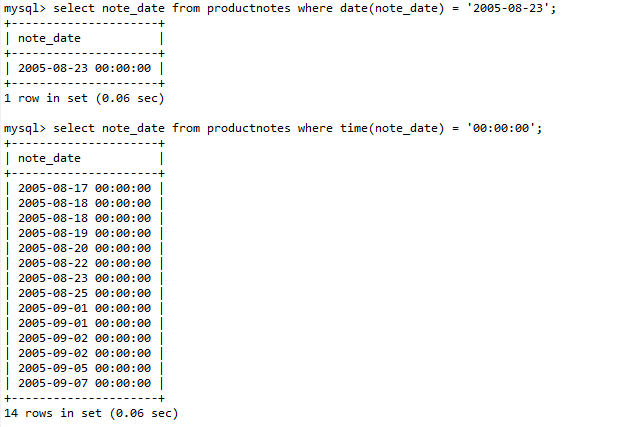 mysql> select note_date from productnotes where date(note_date) = '2005-08-23';
+---------------------+
| note_date           |
+---------------------+
| 2005-08-23 00:00:00 |
+---------------------+
1 row in set (0.06 sec)

mysql> select note_date from productnotes where time(note_date) = '00:00:00';
+---------------------+
| note_date           |
+---------------------+
| 2005-08-17 00:00:00 |
| 2005-08-18 00:00:00 |
| 2005-08-18 00:00:00 |
| 2005-08-19 00:00:00 |
| 2005-08-20 00:00:00 |
| 2005-08-22 00:00:00 |
| 2005-08-23 00:00:00 |
| 2005-08-25 00:00:00 |
| 2005-09-01 00:00:00 |
| 2005-09-01 00:00:00 |
| 2005-09-02 00:00:00 |
| 2005-09-02 00:00:00 |
| 2005-09-05 00:00:00 |
| 2005-09-07 00:00:00 |
+---------------------+
14 rows in set (0.06 sec)